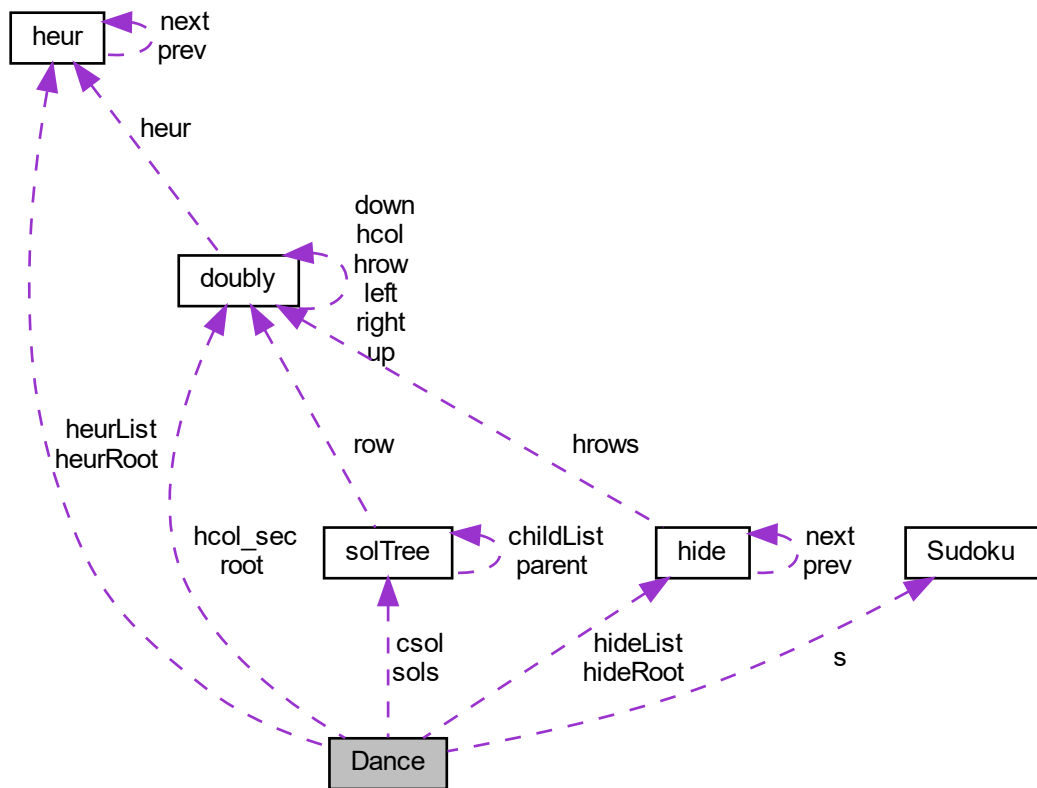 heur
next
prev
heur
doubly
down
hcol
hrow
left
right
up
heurList
heurRoot
hcol_sec
root
row
hrows
solTree
childList
parent
hide
next
prev
Sudoku
csol
sols
hideList
hideRoot
s
Dance